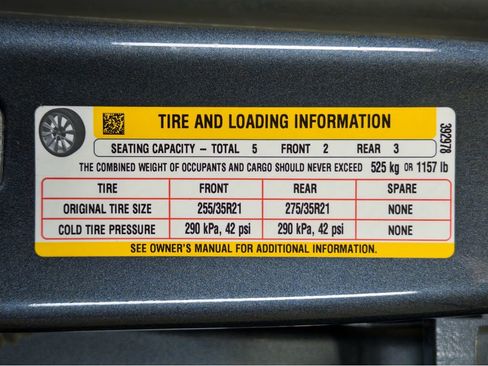 TIRE AND LOADING INFORMATION
SEATING CAPACITY – TOTAL 5 FRONT 2 REAR 3
THE COMBINED WEIGHT OF OCCUPANTS AND CARGO SHOULD NEVER EXCEED 525 kg OR 1157 lb
TIRE FRONT REAR SPARE
ORIGINAL TIRE SIZE 255/35R21 275/35R21 NONE
COLD TIRE PRESSURE 290 kPa, 42 psi 290 kPa, 42 psi NONE
SEE OWNER'S MANUAL FOR ADDITIONAL INFORMATION.
392978